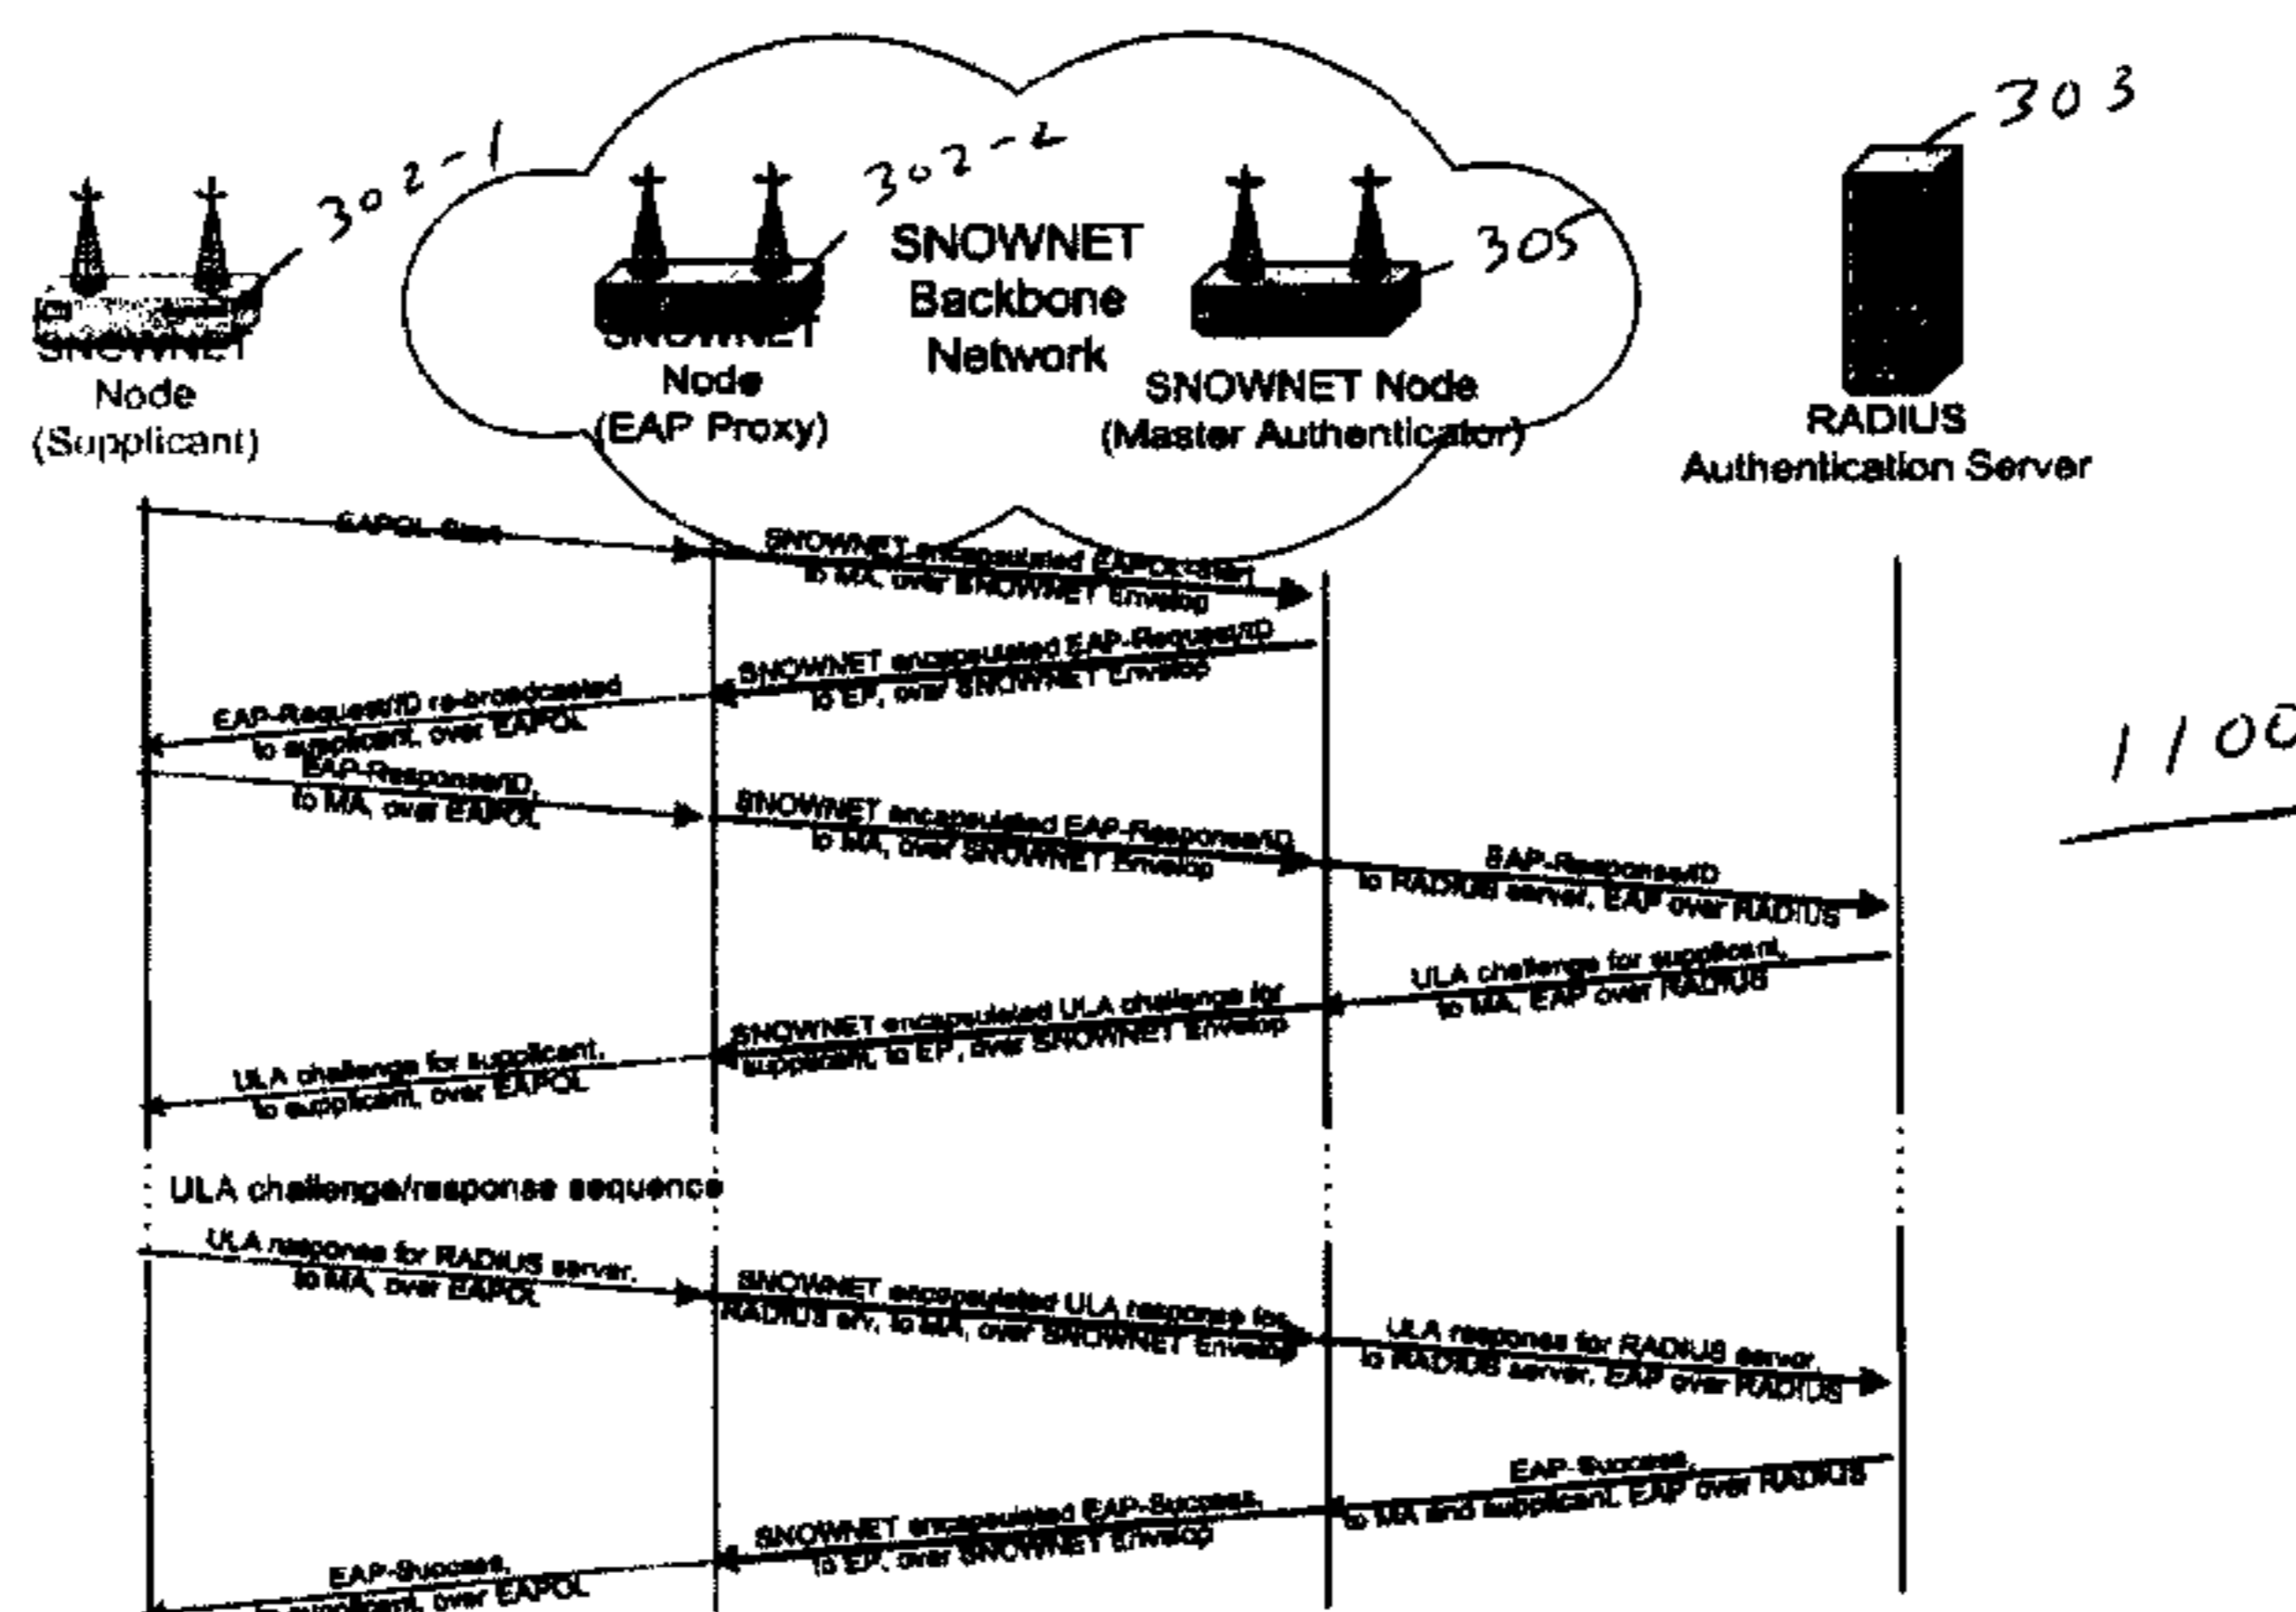 302-1
302-2
303
305
SNOWNET
Node
(Supplicant)
SNOWNET
Node
(EAP Proxy)
SNOWNET
Backbone
Network
SNOWNET Node
(Master Authenticator)
RADIUS
Authentication Server
EAPOL-Start
SNOWNET encapsulated EAPOL-Start
to MA, over SNOWNET Envelop
SNOWNET encapsulated EAP-Request/ID
to EP, over SNOWNET Envelop
EAP-Request/ID re-broadcasted
to supplicant, over EAPOL
1100
EAP-Response/ID,
to MA, over EAPOL
SNOWNET encapsulated EAP-Response/ID
to MA, over SNOWNET Envelop
EAP-Response/ID
to RADIUS server, EAP over RADIUS
ULA challenge for supplicant,
to MA, EAP over RADIUS
SNOWNET encapsulated ULA challenge for
supplicant, to EP, over SNOWNET Envelop
ULA challenge for supplicant,
to supplicant, over EAPOL
ULA challenge/response sequence
ULA response for RADIUS server,
to MA, over EAPOL
SNOWNET encapsulated ULA response for
RADIUS srv, to MA, over SNOWNET Envelop
ULA response for RADIUS server
to RADIUS server, EAP over RADIUS
EAP-Success,
to MA and supplicant, EAP over RADIUS
SNOWNET encapsulated EAP-Success,
to EP, over SNOWNET Envelop
EAP-Success,
to supplicant, over EAPOL